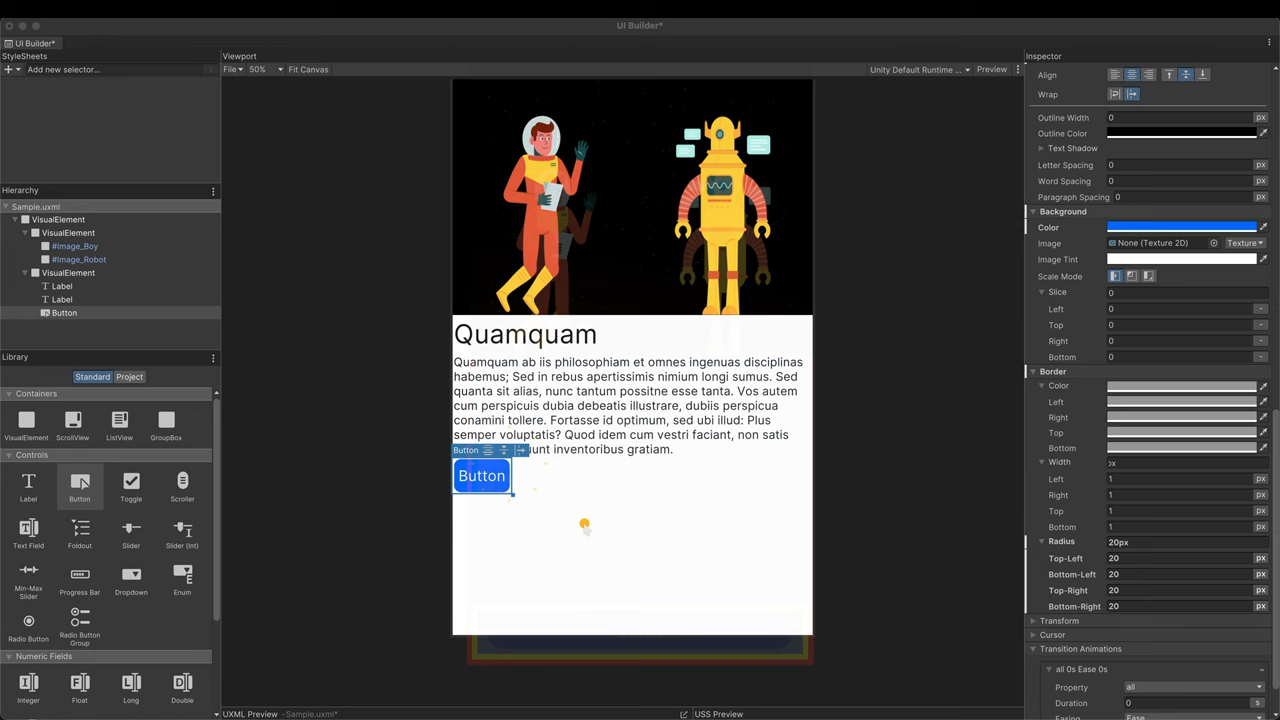 UI Builder*
UI Builder*
StyleSheets
Add new selector...
Hierarchy
Sample.uxml
VisualElement
VisualElement
#Image_Boy
#Image_Robot
VisualElement
Label
Label
Button
Library
Standard Project
Containers
VisualElement ScrollView ListView GroupBox
Controls
Label Button Toggle Scroller
Text Field Foldout Slider Slider (Int)
Min-Max Slider Progress Bar Dropdown Enum
Radio Button Radio Button Group
Numeric Fields
Integer Float Long Double
Viewport
File 50% Fit Canvas Unity Default Runtime ... Preview
Quamquam
Quamquam ab iis philosophiam et omnes ingenuas disciplinas
habemus; Sed in rebus apertissimis nimium longi sumus. Sed
quanta sit alias, nunc tantum possitne esse tanta. Vos autem
cum perspicuis dubia debeatis illustrare, dubiis perspicua
conamini tollere. Fortasse id optimum, sed ubi illud: Plus
semper voluptatis? Quod idem cum vestri faciant, non satis
Button
inventoribus gratiam.
Button
UXML Preview - Sample.uxml* USS Preview
Inspector
Align
Wrap
Outline Width 0 px
Outline Color
Text Shadow
Letter Spacing 0 px
Word Spacing 0 px
Paragraph Spacing 0 px
Background
Color
Image None (Texture 2D) Texture
Image Tint
Scale Mode
Slice 0
Left 0 -
Top 0 -
Right 0 -
Bottom 0 -
Border
Color
Left
Right
Top
Bottom
Width px
Left 1 px
Right 1 px
Top 1 px
Bottom 1 px
Radius 20px
Top-Left 20 px
Bottom-Left 20 px
Top-Right 20 px
Bottom-Right 20 px
Transform
Cursor
Transition Animations
all 0s Ease 0s -
Property all
Duration 0 s
Easing Ease